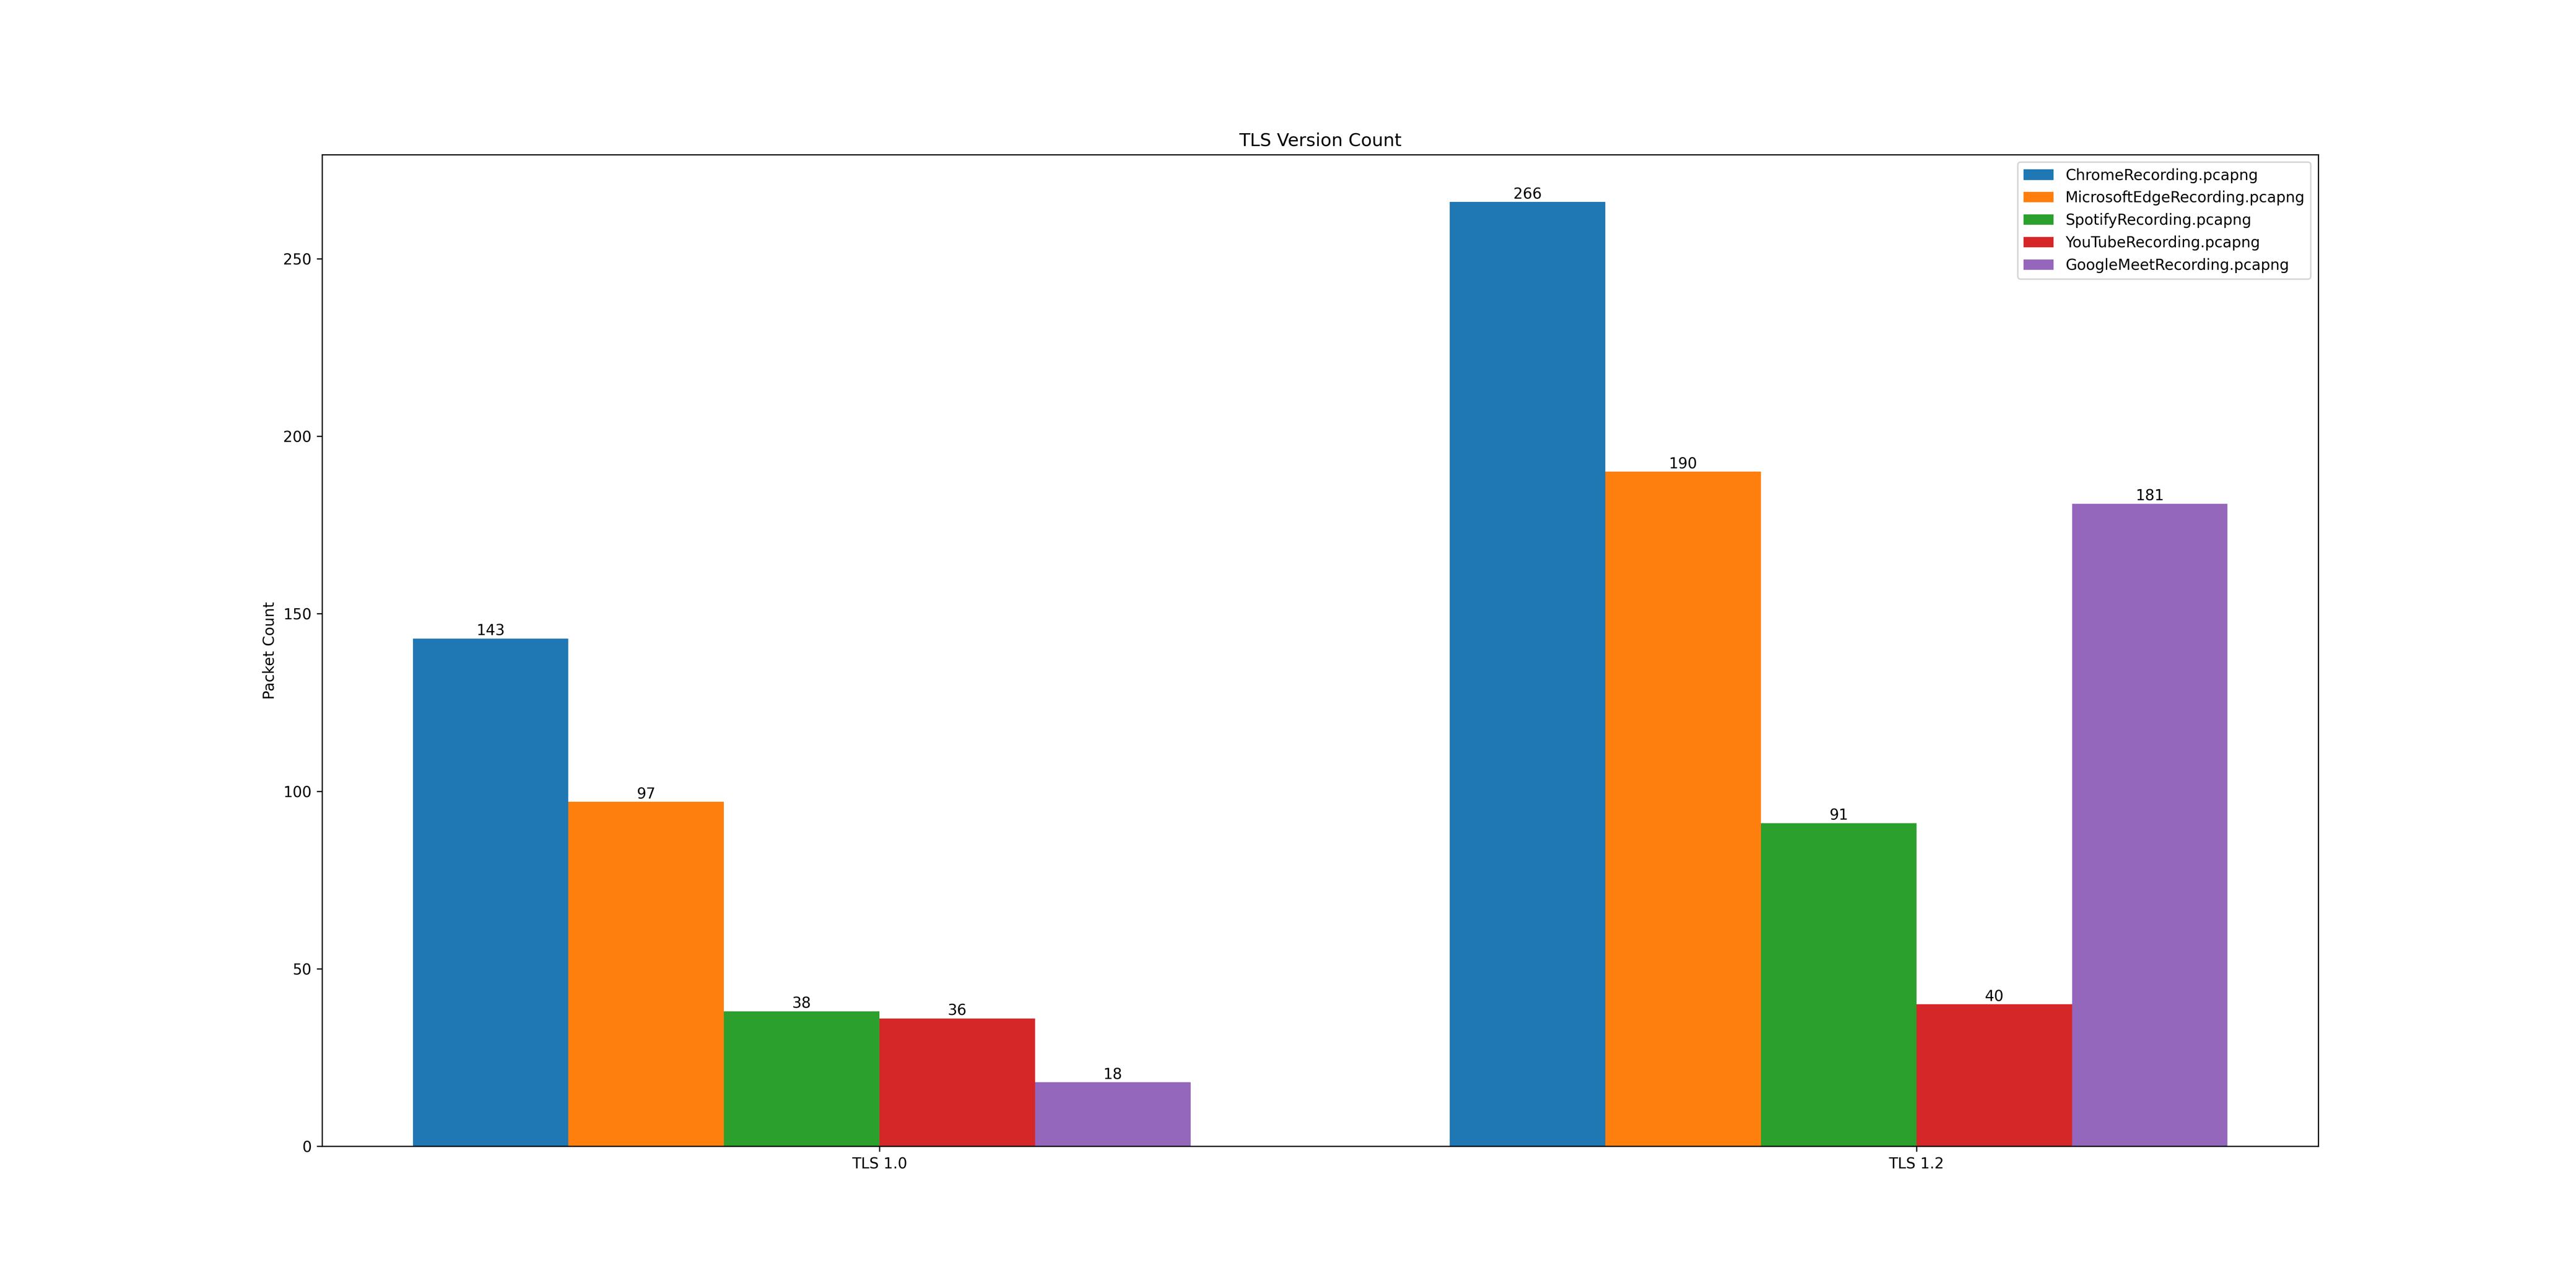 TLS Version Count
ChromeRecording.pcapng
MicrosoftEdgeRecording.pcapng
SpotifyRecording.pcapng
YouTubeRecording.pcapng
GoogleMeetRecording.pcapng
Packet Count
250
200
150
100
50
0
143
97
38
36
18
266
190
91
40
181
TLS 1.0
TLS 1.2